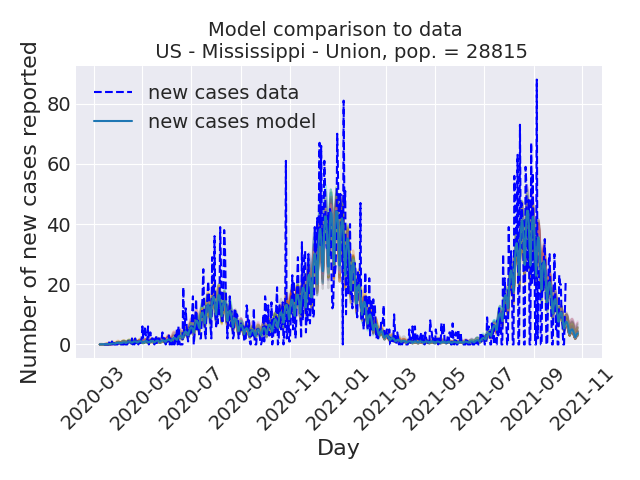 Model comparison to data
US - Mississippi - Union, pop. = 28815
Number of new cases reported
80
60
40
20
0
new cases data
new cases model
2020-03
2020-05
2020-07
2020-09
2020-11
2021-01
2021-03
2021-05
2021-07
2021-09
2021-11
Day